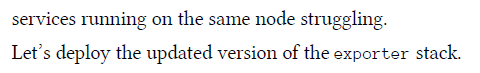 services running on the same node struggling.
Let’s deploy the updated version of the exporter stack.